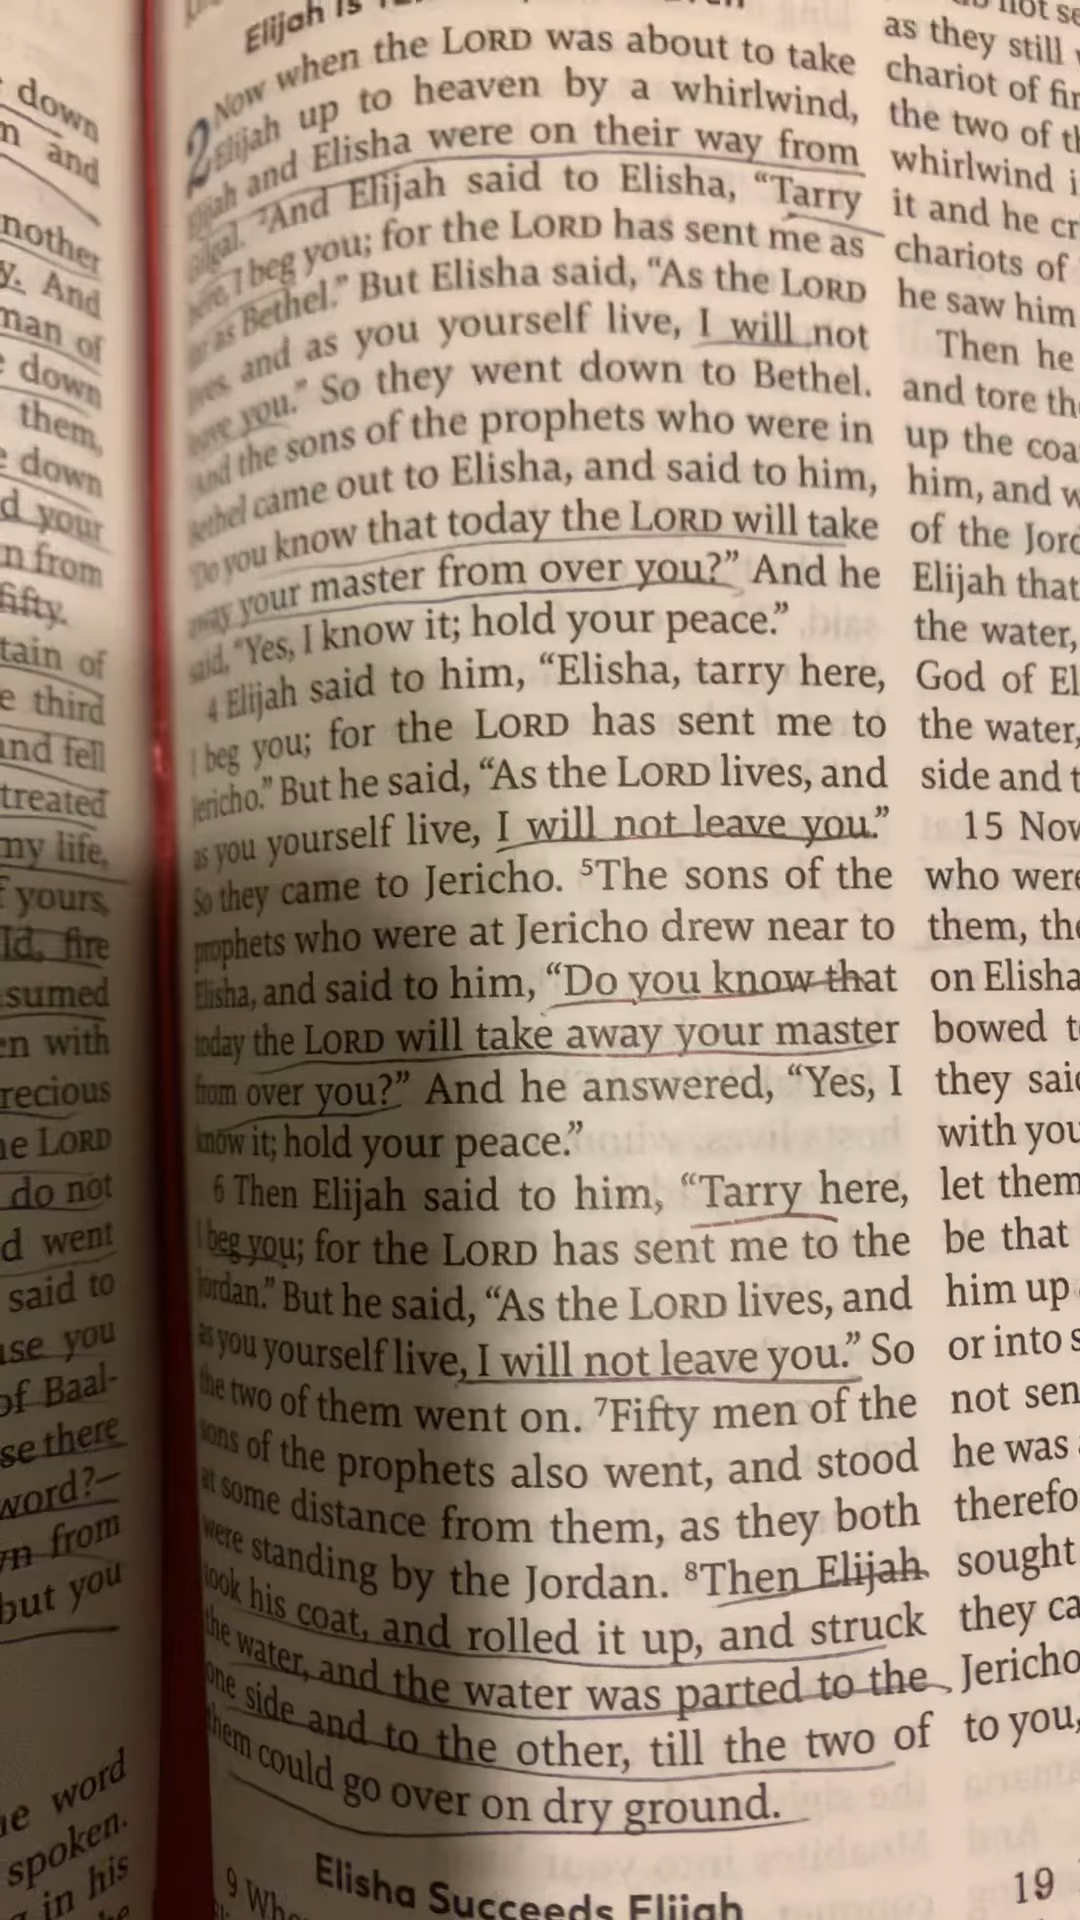 down
and
nother
y. And
man of
down
them,
down
d your
n from
fifty.
tain of
e third
and fell
treated
my life,
f yours,
ld, fire
sumed
en with
recious
he LORD
do not
d went
said to
use you
of Baal-
se there
word?—
wn from
but you
he word
spoken.
in his
Elijah Is
2 Now when the LORD was about to take
Elijah up to heaven by a whirlwind,
Elijah and Elisha were on their way from
Gilgal. ²And Elijah said to Elisha, “Tarry
here, I beg you; for the LORD has sent me as
far as Bethel.” But Elisha said, “As the LORD
lives, and as you yourself live, I will not
leave you.” So they went down to Bethel.
And the sons of the prophets who were in
Bethel came out to Elisha, and said to him,
“Do you know that today the LORD will take
away your master from over you?” And he
said, “Yes, I know it; hold your peace.”
4 Elijah said to him, “Elisha, tarry here,
I beg you; for the LORD has sent me to
Jericho.” But he said, “As the LORD lives, and
as you yourself live, I will not leave you.”
So they came to Jericho. ⁵The sons of the
prophets who were at Jericho drew near to
Elisha, and said to him, “Do you know that
today the LORD will take away your master
from over you?” And he answered, “Yes, I
know it; hold your peace.”
6 Then Elijah said to him, “Tarry here,
I beg you; for the LORD has sent me to the
Jordan.” But he said, “As the LORD lives, and
as you yourself live, I will not leave you.” So
the two of them went on. ⁷Fifty men of the
sons of the prophets also went, and stood
at some distance from them, as they both
were standing by the Jordan. ⁸Then Elijah
took his coat, and rolled it up, and struck
the water, and the water was parted to the
one side and to the other, till the two of
them could go over on dry ground.
Elisha Succeeds Elijah
9
as they still
chariot of fir
the two of th
whirlwind i
it and he cr
chariots of
he saw him
Then he
and tore th
up the coa
him, and w
of the Jord
Elijah that
the water,
God of El
the water,
side and t
15 Now
who were
them, the
on Elisha
bowed t
they said
with you
let them
be that
him up
or into s
not sen
he was
therefo
sought
they ca
Jericho
to you,
19